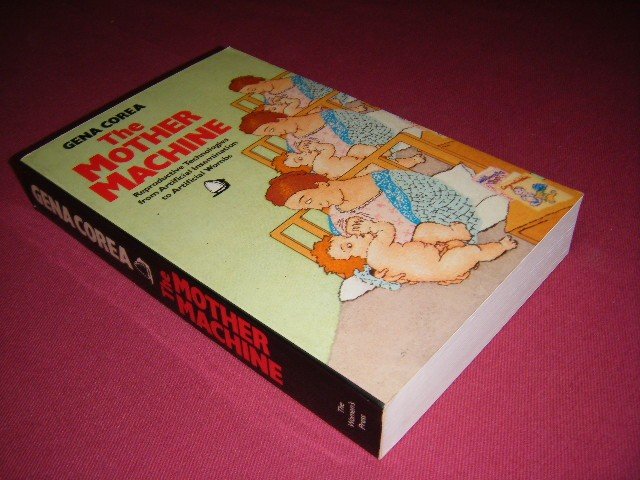 GENA COREA
The
MOTHER
MACHINE
Reproductive Technologies
from Artificial Insemination
to Artificial Wombs
GENA COREA
The MOTHER
MACHINE
The
Women's
Press